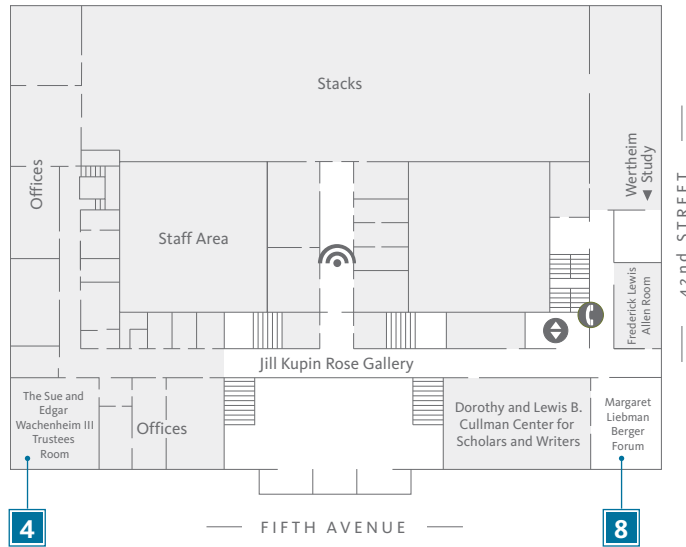 Stacks
Offices
Wertheim
Study
42nd STREET
Staff Area
Frederick Lewis
Allen Room
Jill Kupin Rose Gallery
The Sue and
Edgar
Wachenheim III
Trustees
Room
Offices
Dorothy and Lewis B.
Cullman Center for
Scholars and Writers
Margaret
Liebman
Berger
Forum
4
8
FIFTH AVENUE